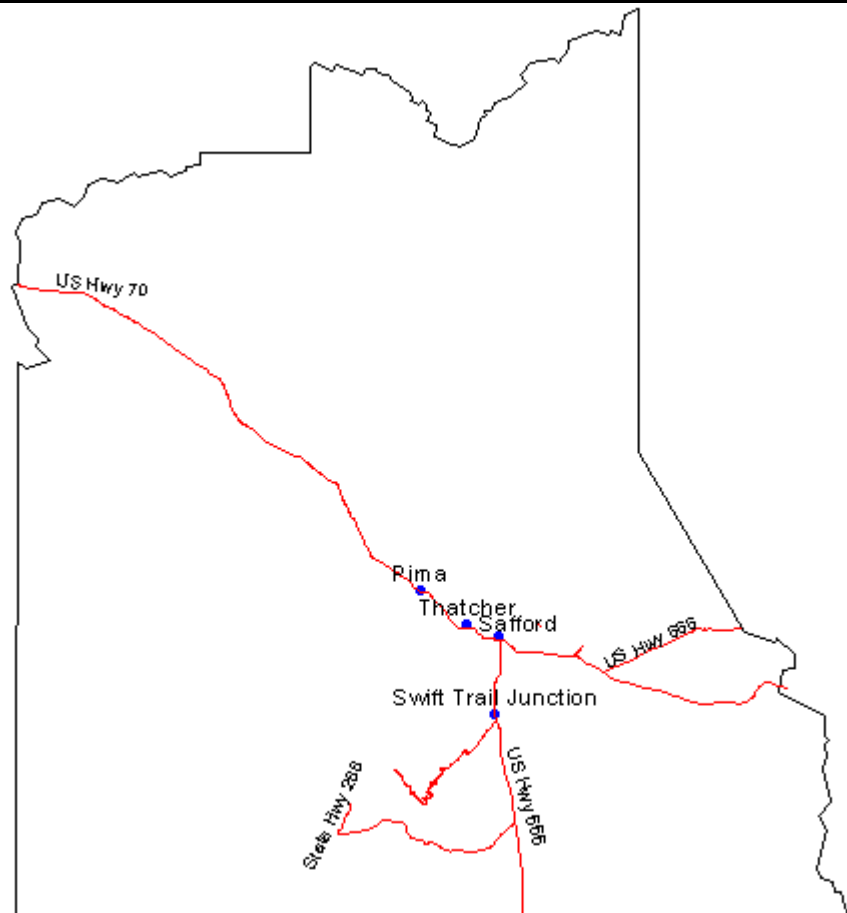 US Hwy 70
Pima
Thatcher
Safford
US Hwy 666
Swift Trail Junction
US Hwy 666
State Hwy 266